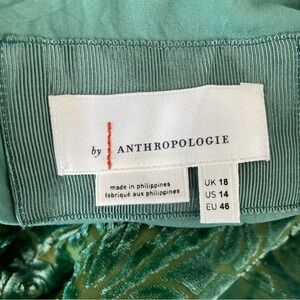 by ANTHROPOLOGIE
made in philippines
fabriqué aux philippines
UK 18
US 14
EU 46